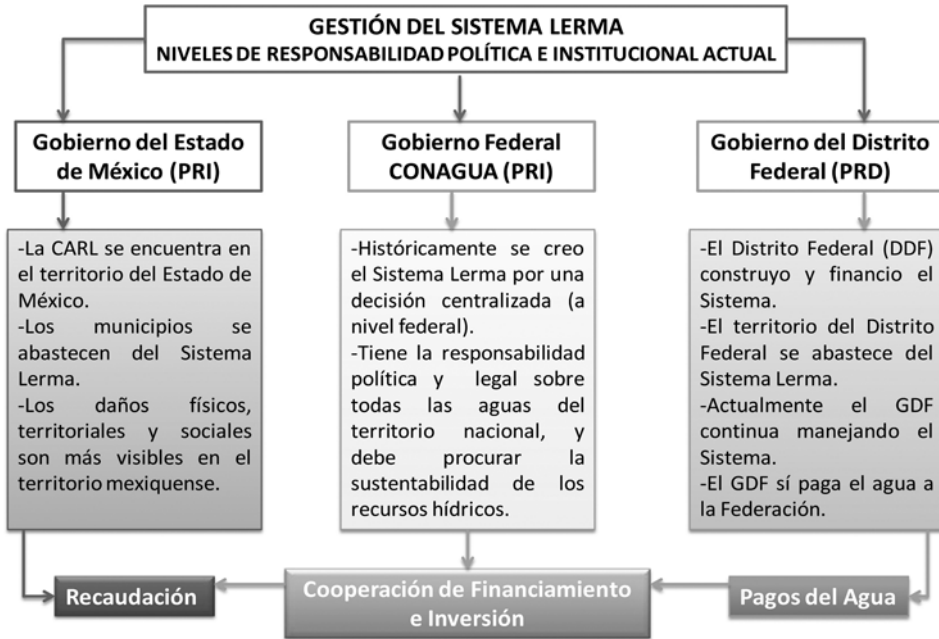 GESTIÓN DEL SISTEMA LERMA
NIVELES DE RESPONSABILIDAD POLÍTICA E INSTITUCIONAL ACTUAL
Gobierno del Estado
de México (PRI)
-La CARL se encuentra en
el territorio del Estado de
México.
-Los municipios se
abastecen del Sistema
Lerma.
-Los daños físicos,
territoriales y sociales
son más visibles en el
territorio mexiquense.
Recaudación
Gobierno Federal
CONAGUA (PRI)
-Históricamente se creo
el Sistema Lerma por una
decisión centralizada (a
nivel federal).
-Tiene la responsabilidad
política y legal sobre
todas las aguas del
territorio nacional, y
debe procurar la
sustentabilidad de los
recursos hídricos.
Cooperación de Financiamiento
e Inversión
Gobierno del Distrito
Federal (PRD)
-El Distrito Federal (DDF)
construyo y financio el
Sistema.
-El territorio del Distrito
Federal se abastece del
Sistema Lerma.
-Actualmente el GDF
continua manejando el
Sistema.
-El GDF sí paga el agua a
la Federación.
Pagos del Agua